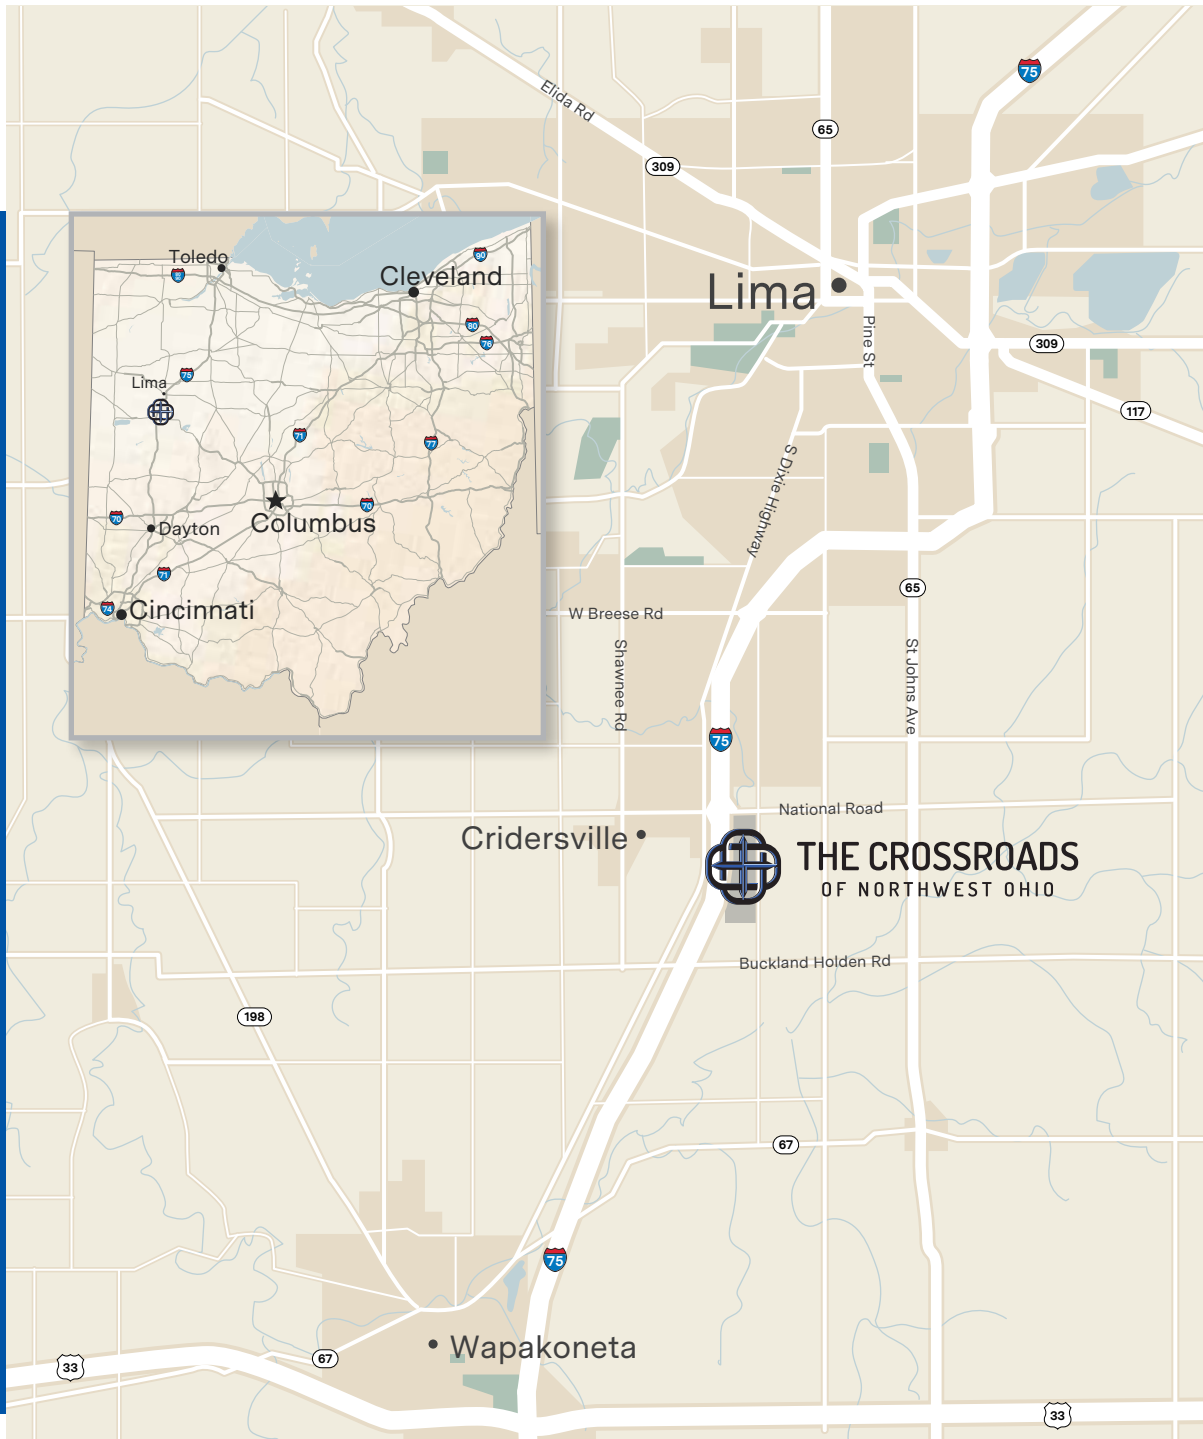 75
Elida Rd
65
309
Lima
Pine St
309
117
S Dixie Highway
65
W Breese Rd
Shawnee Rd
St Johns Ave
75
National Road
Cridersville
THE CROSSROADS
OF NORTHWEST OHIO
Buckland Holden Rd
198
67
75
Wapakoneta
67
33
33
Toledo
90
Cleveland
80
76
75
Lima
71
77
70
Columbus
70
Dayton
71
74
Cincinnati